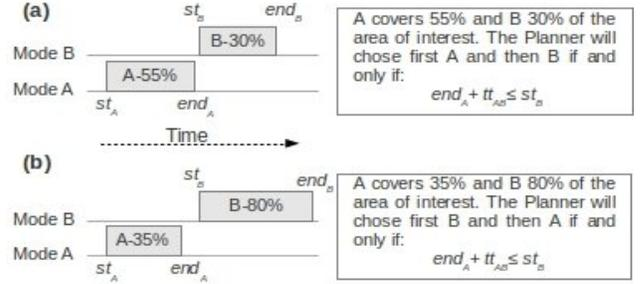 (a)
st_B end_B
Mode B B-30%
Mode A A-55%
st_A end_A
Time
A covers 55% and B 30% of the
area of interest. The Planner will
chose first A and then B if and
only if:
end_A + tt_AB ≤ st_B
(b)
st_B end_B
Mode B B-80%
Mode A A-35%
st_A end_A
A covers 35% and B 80% of the
area of interest. The Planner will
chose first B and then A if and
only if:
end_A + tt_AB ≤ st_B